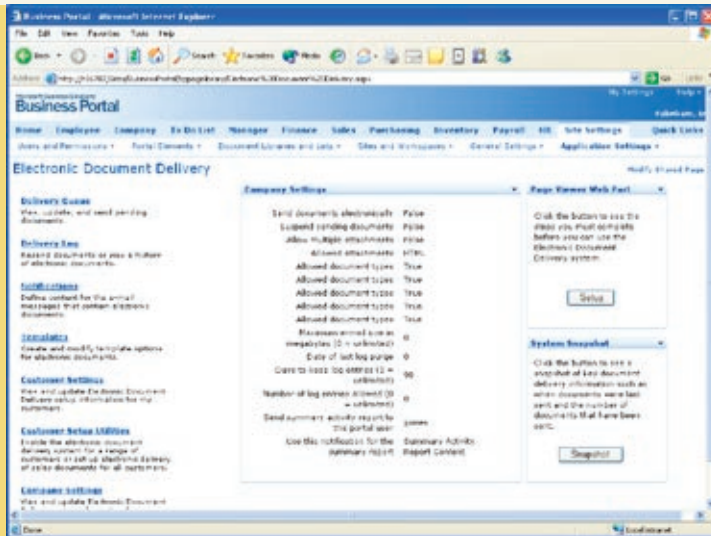 Business Portal - Microsoft Internet Explorer
File Edit View Favorites Tools Help
Back Search Favorites Media
Address
Go
Business Portal
My Settings Help
Home Employee Company To Do List Manager Finance Sales Purchasing Inventory Payroll HR Site Settings Quick Links
Users and Permissions Portal Elements Document Libraries and Lists Sites and Workspaces General Settings Application Settings
Electronic Document Delivery
Modify Shared Page
Delivery Queue
View, update, and send pending
documents.
Delivery Log
Resend documents or view a history
of electronic documents.
Notifications
Define content for the e-mail
messages that contain electronic
documents.
Templates
Create and modify template options
for electronic documents.
Customer Settings
View and update Electronic Document
Delivery setup information for my
customers.
Customer Setup Utilities
Enable the electronic document
delivery system for a range of
customers or set up electronic delivery
of sales documents for all customers.
Company Settings
View and update Electronic Document
Company Settings
Send documents electronically False
Suspend sending documents False
Allow multiple attachments False
Allowed attachments HTML
Allowed document types True
Allowed document types True
Allowed document types True
Allowed document types True
Allowed document types True
Maximum e-mail size in
megabytes (0 = unlimited) 0
Date of last log purge 0
Days to keep log entries (0 =
unlimited) 90
Number of log entries allowed (0
= unlimited) 0
Send summary activity report to
this portal user
Use this notification for the Summary Activity
summary report Report Content
Page Viewer Web Part
Click the button to see the
steps you must complete
before you can use the
Electronic Document
Delivery system.
Setup
System Snapshot
Click the button to see a
snapshot of key document
delivery information such as
when documents were last
sent and the number of
documents that have been
sent.
Snapshot
Done
Local intranet